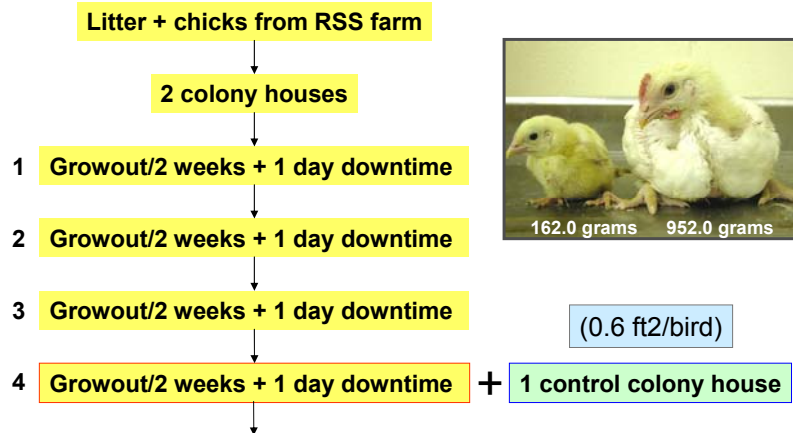 Litter + chicks from RSS farm
2 colony houses
1 Growout/2 weeks + 1 day downtime
2 Growout/2 weeks + 1 day downtime
162.0 grams 952.0 grams
3 Growout/2 weeks + 1 day downtime
(0.6 ft2/bird)
4 Growout/2 weeks + 1 day downtime + 1 control colony house